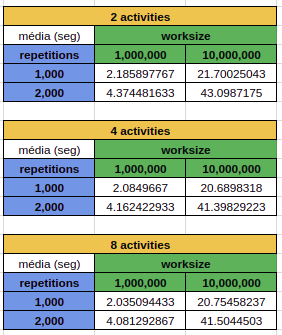 2 activities
média (seg) worksize
repetitions 1,000,000 10,000,000
1,000 2.185897767 21.70025043
2,000 4.374481633 43.0987175
4 activities
média (seg) worksize
repetitions 1,000,000 10,000,000
1,000 2.0849667 20.6898318
2,000 4.162422933 41.39829223
8 activities
média (seg) worksize
repetitions 1,000,000 10,000,000
1,000 2.035094433 20.75458237
2,000 4.081292867 41.5044503